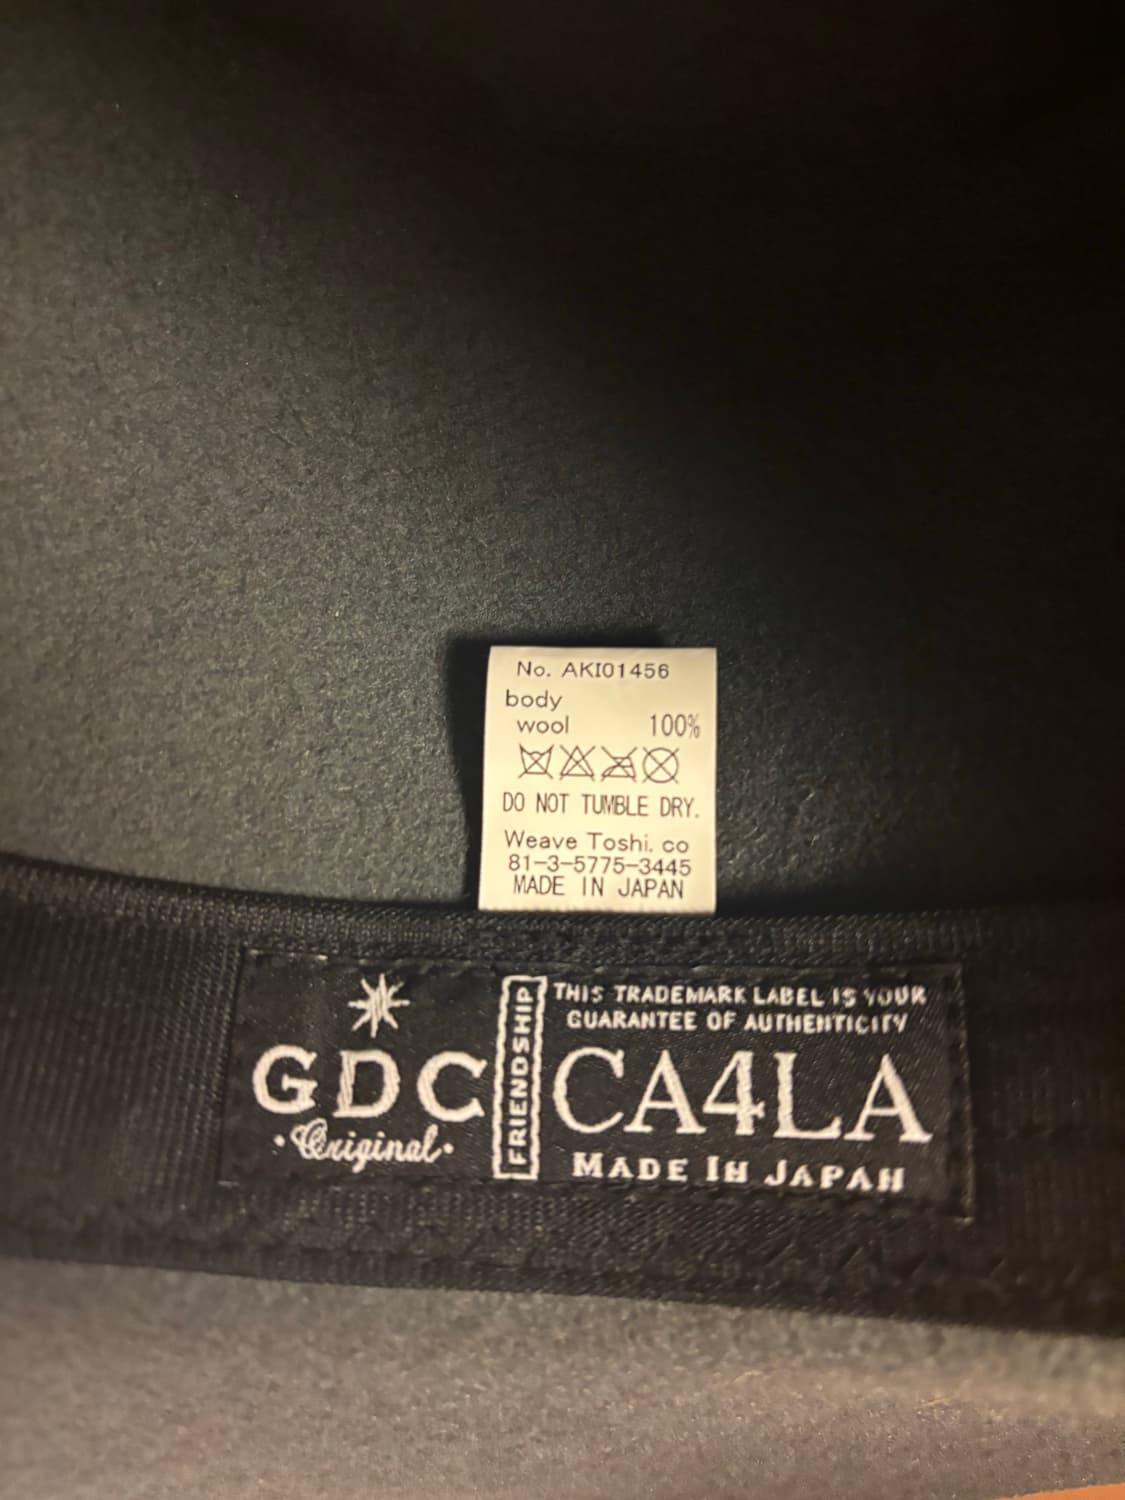 No. AKI01456
body
wool 100%
DO NOT TUMBLE DRY.
Weave Toshi. co
81-3-5775-3445
MADE IN JAPAN
GDC
·Original·
FRIENDSHIP
THIS TRADEMARK LABEL IS YOUR
GUARANTEE OF AUTHENTICITY
CA4LA
MADE IN JAPAN